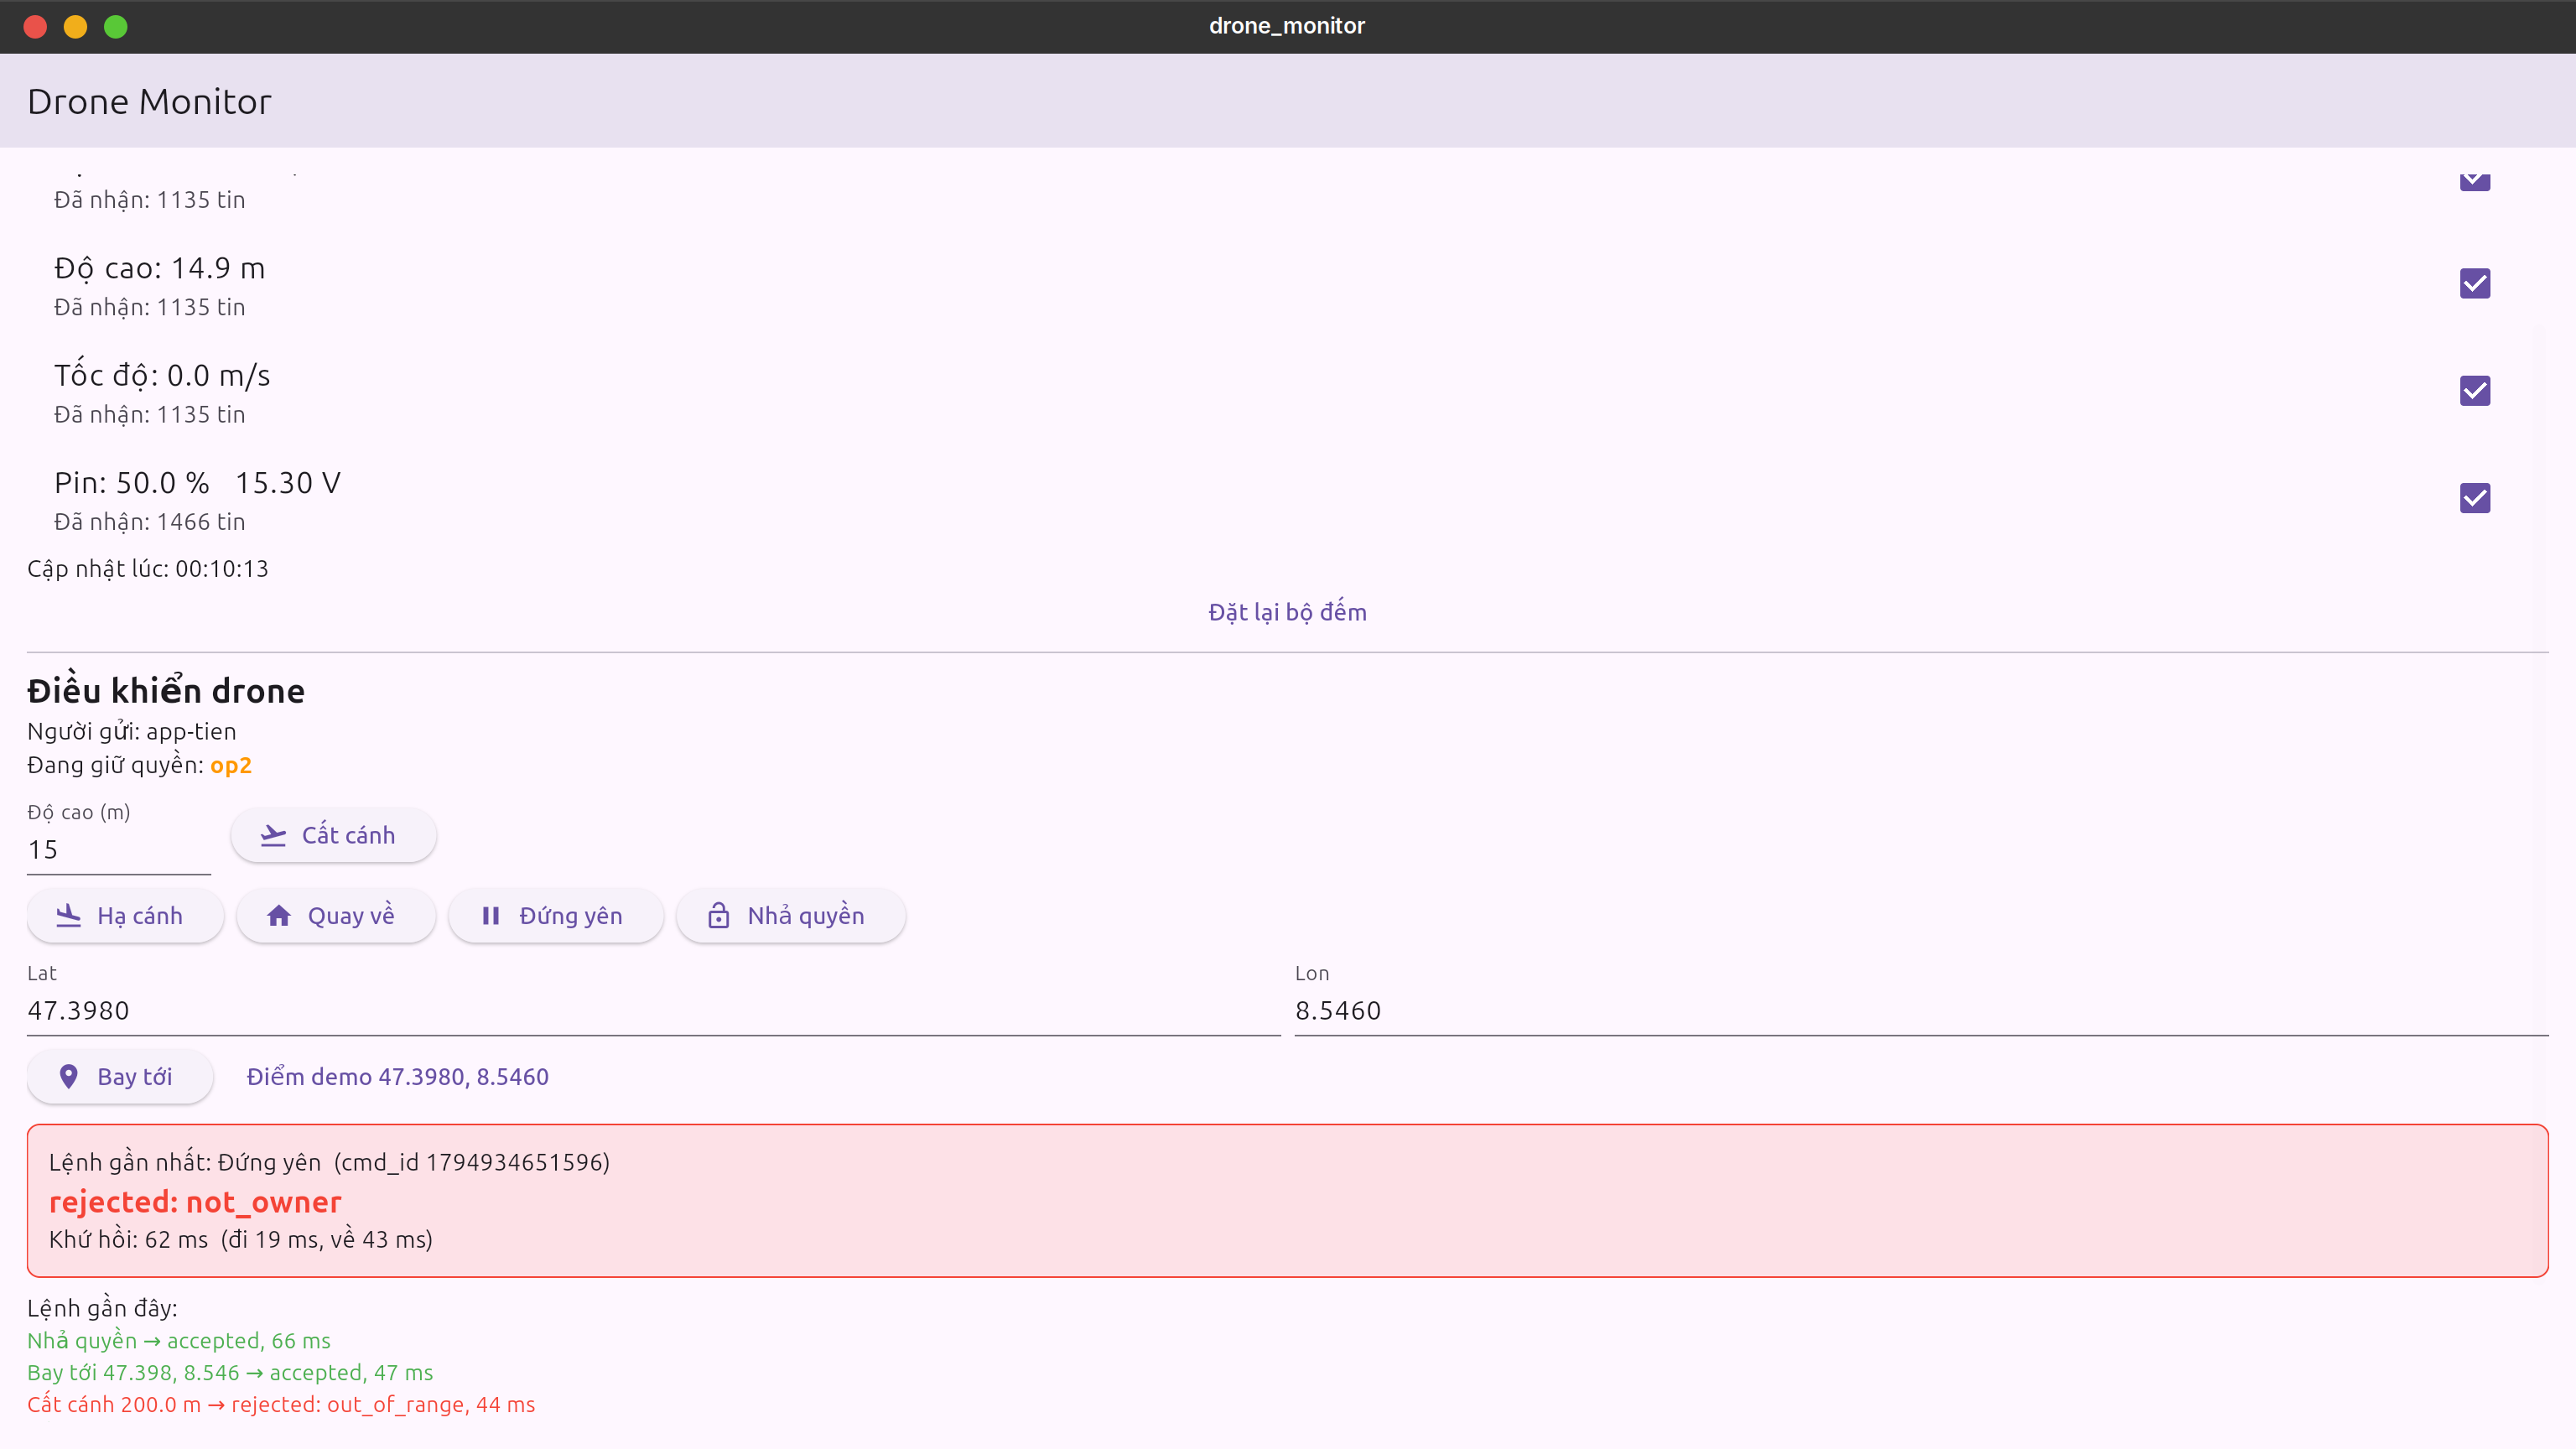 drone_monitor
Drone Monitor
Đã nhận: 1135 tin
Độ cao: 14.9 m
Đã nhận: 1135 tin
Tốc độ: 0.0 m/s
Đã nhận: 1135 tin
Pin: 50.0 % 15.30 V
Đã nhận: 1466 tin
Cập nhật lúc: 00:10:13
Đặt lại bộ đếm
Điều khiển drone
Người gửi: app-tien
Đang giữ quyền: op2
Độ cao (m)
15
Cất cánh
Hạ cánh Quay về Đứng yên Nhả quyền
Lat Lon
47.3980 8.5460
Bay tới Điểm demo 47.3980, 8.5460
Lệnh gần nhất: Đứng yên (cmd_id 1794934651596)
rejected: not_owner
Khứ hồi: 62 ms (đi 19 ms, về 43 ms)
Lệnh gần đây:
Nhả quyền → accepted, 66 ms
Bay tới 47.398, 8.546 → accepted, 47 ms
Cất cánh 200.0 m → rejected: out_of_range, 44 ms